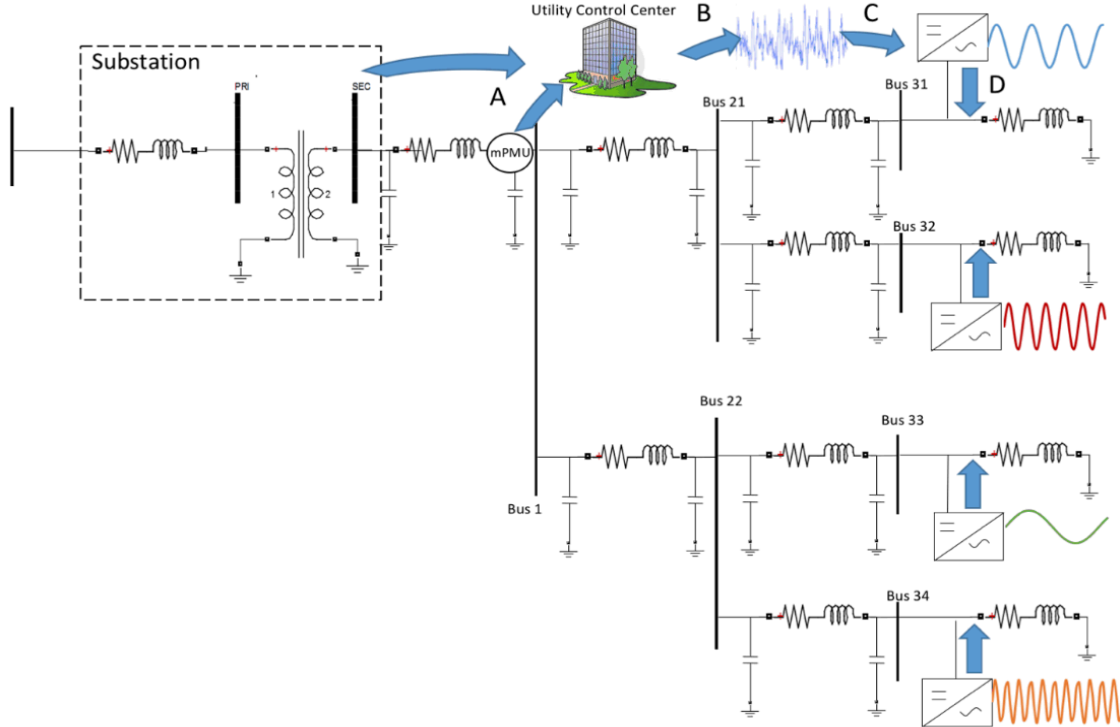 Utility Control Center
B
C
Substation
A
D
PRI
SEC
Bus 21
Bus 31
mPMU
1
2
Bus 32
Bus 22
Bus 33
Bus 1
Bus 34